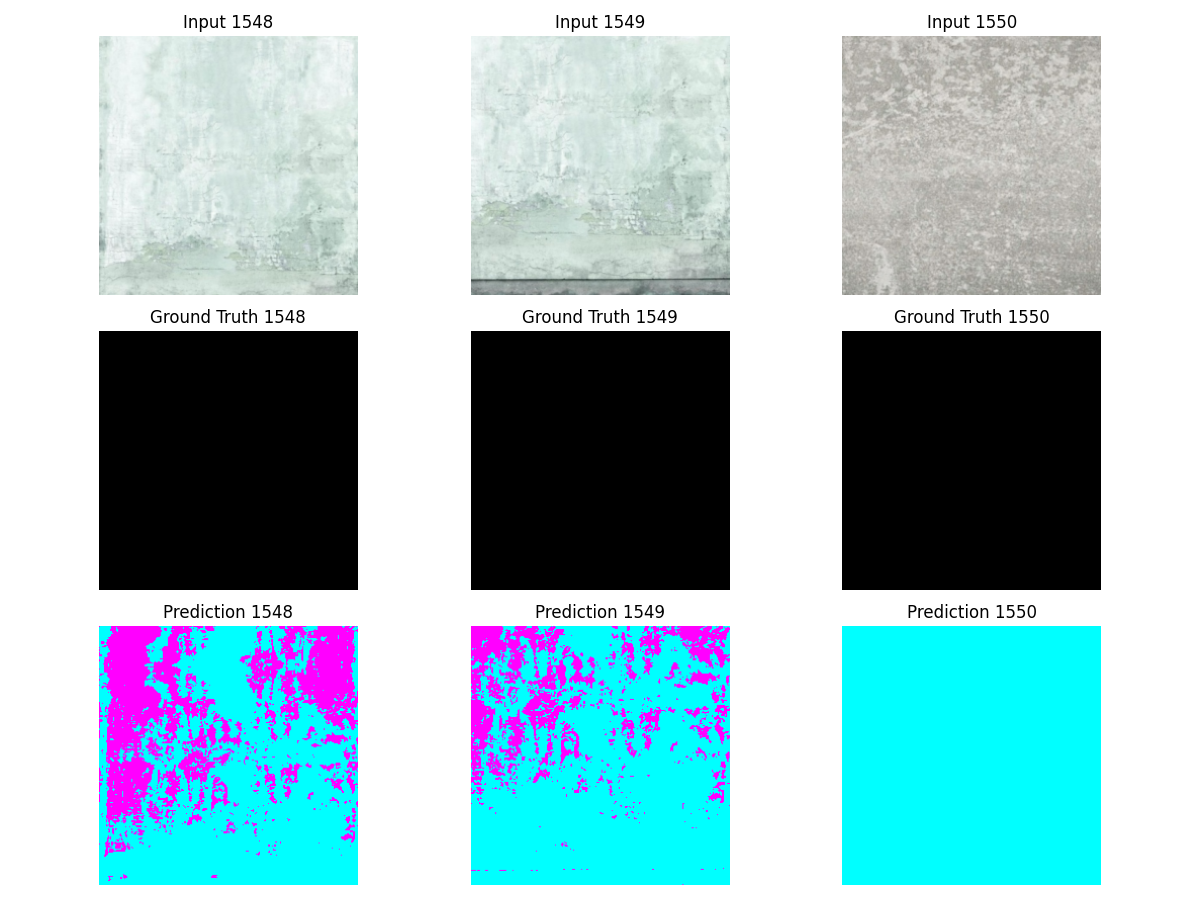 Input 1548
Input 1549
Input 1550
Ground Truth 1548
Ground Truth 1549
Ground Truth 1550
Prediction 1548
Prediction 1549
Prediction 1550